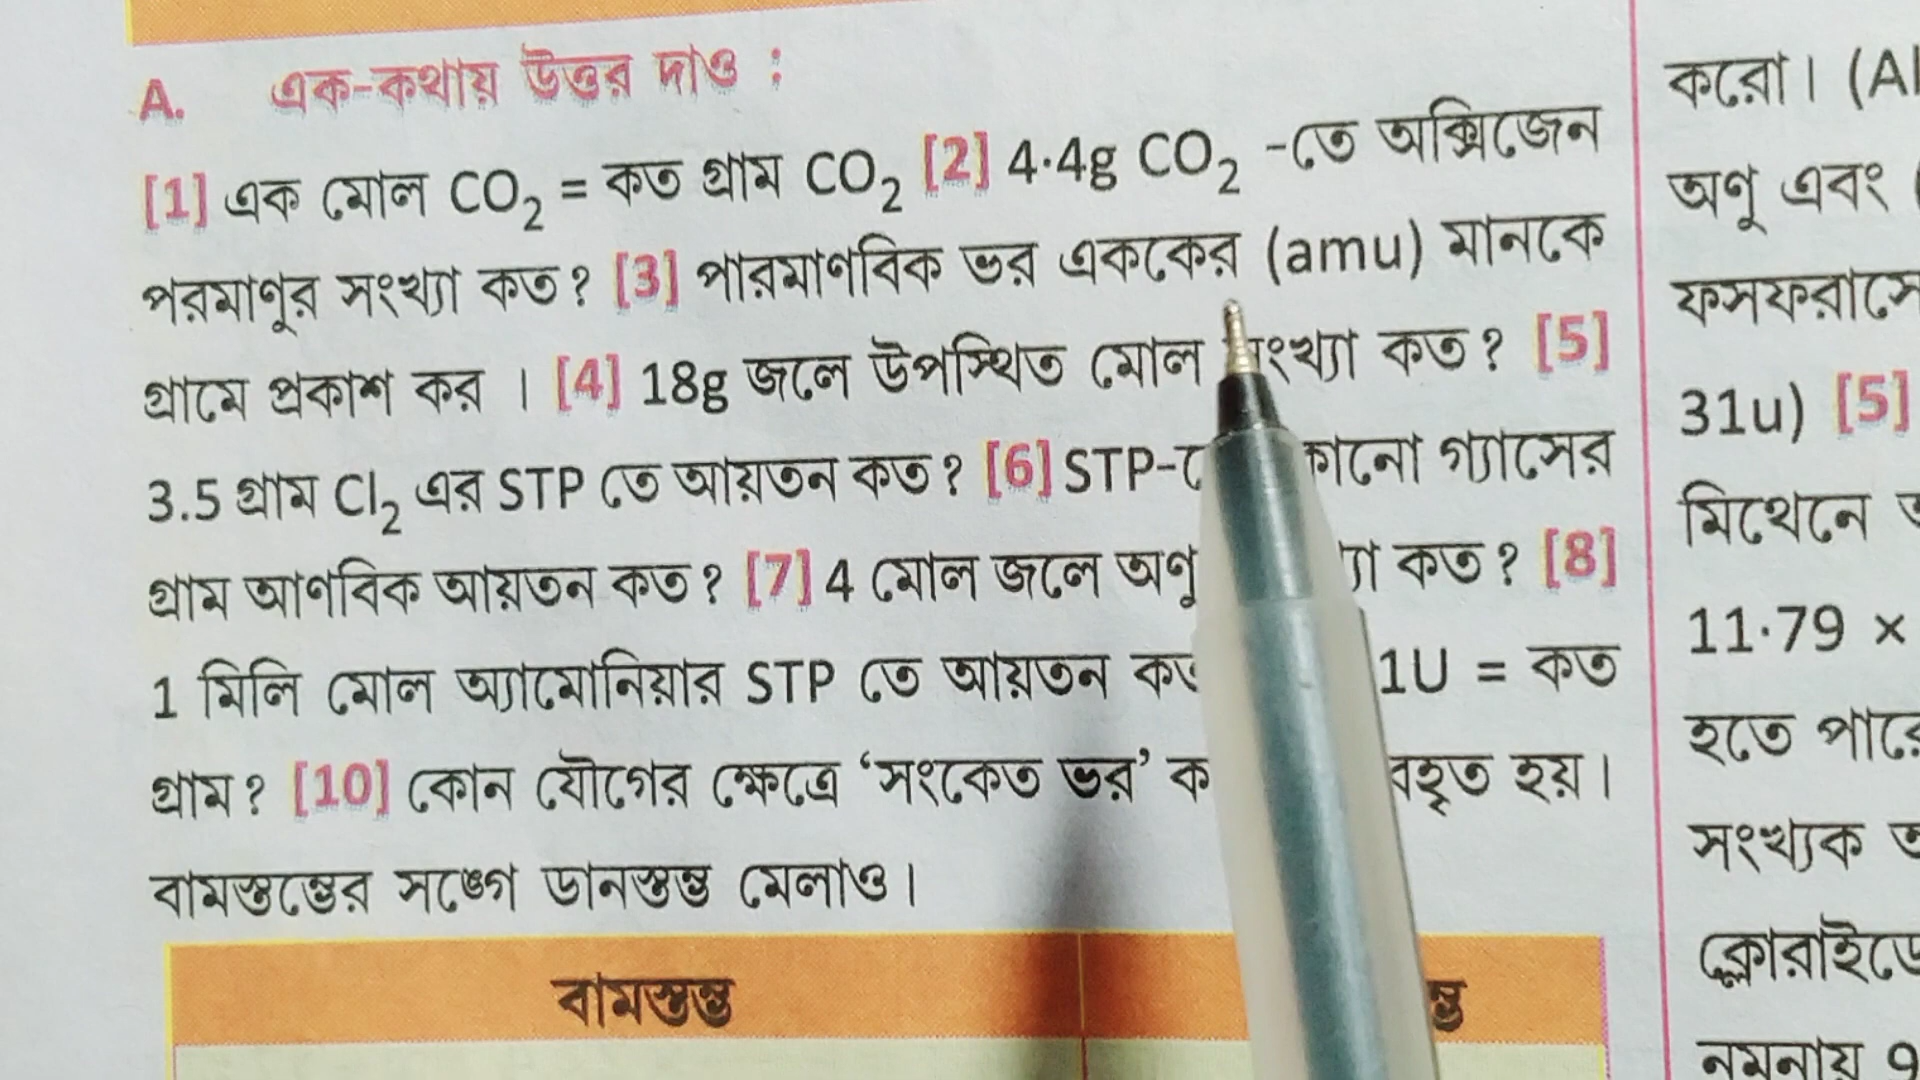 A. এক-কথায় উত্তর দাও :
[1] এক মোল CO₂ = কত গ্রাম CO₂ [2] 4·4g CO₂ -তে অক্সিজেন
পরমাণুর সংখ্যা কত? [3] পারমাণবিক ভর এককের (amu) মানকে
গ্রামে প্রকাশ কর । [4] 18g জলে উপস্থিত মোল কত? [5]
3.5 গ্রাম Cl₂ এর STP তে আয়তন কত? [6] STP- গ্যাসের
গ্রাম আণবিক আয়তন কত? [7] 4 মোল জলে অণু কত? [8]
1 মিলি মোল অ্যামোনিয়ার STP তে আয়তন 1U = কত
গ্রাম? [10] কোন যৌগের ক্ষেত্রে ‘সংকেত ভর’ হয়।
বামস্তম্ভের সঙ্গে ডানস্তম্ভ মেলাও।
বামস্তম্ভ
করো। (Al
অণু এবং (
31u) [5]
মিথেনে
11·79 ×
হতে
সংখ্যক